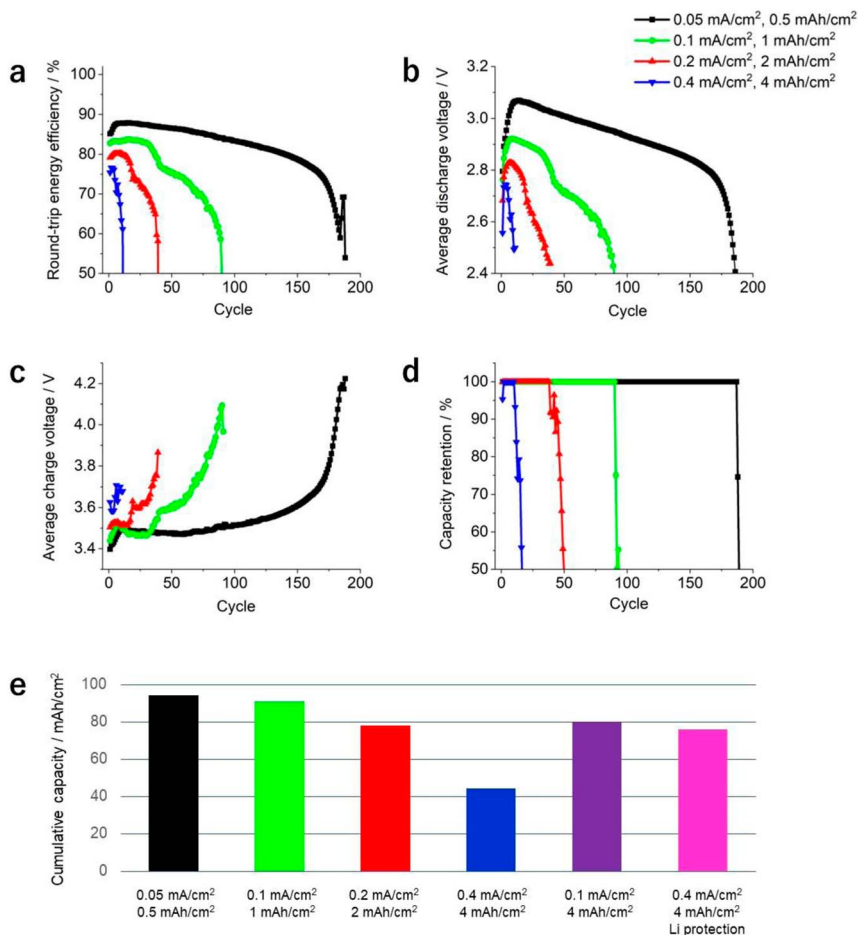 0.05 mA/cm², 0.5 mAh/cm²
0.1 mA/cm², 1 mAh/cm²
0.2 mA/cm², 2 mAh/cm²
0.4 mA/cm², 4 mAh/cm²
a
Round-trip energy efficiency / %
100
95
90
85
80
75
70
65
60
55
50
0
50
100
150
200
Cycle
b
Average discharge voltage / V
3.2
3.0
2.8
2.6
2.4
0
50
100
150
200
Cycle
c
Average charge voltage / V
4.2
4.0
3.8
3.6
3.4
0
50
100
150
200
Cycle
d
Capacity retention / %
100
90
80
70
60
50
0
50
100
150
200
Cycle
e
Cumulative capacity / mAh/cm²
100
80
60
40
20
0
0.05 mA/cm² 0.1 mA/cm² 0.2 mA/cm² 0.4 mA/cm² 0.1 mA/cm² 0.4 mA/cm²
0.5 mAh/cm² 1 mAh/cm² 2 mAh/cm² 4 mAh/cm² 4 mAh/cm² 4 mAh/cm²
Li protection